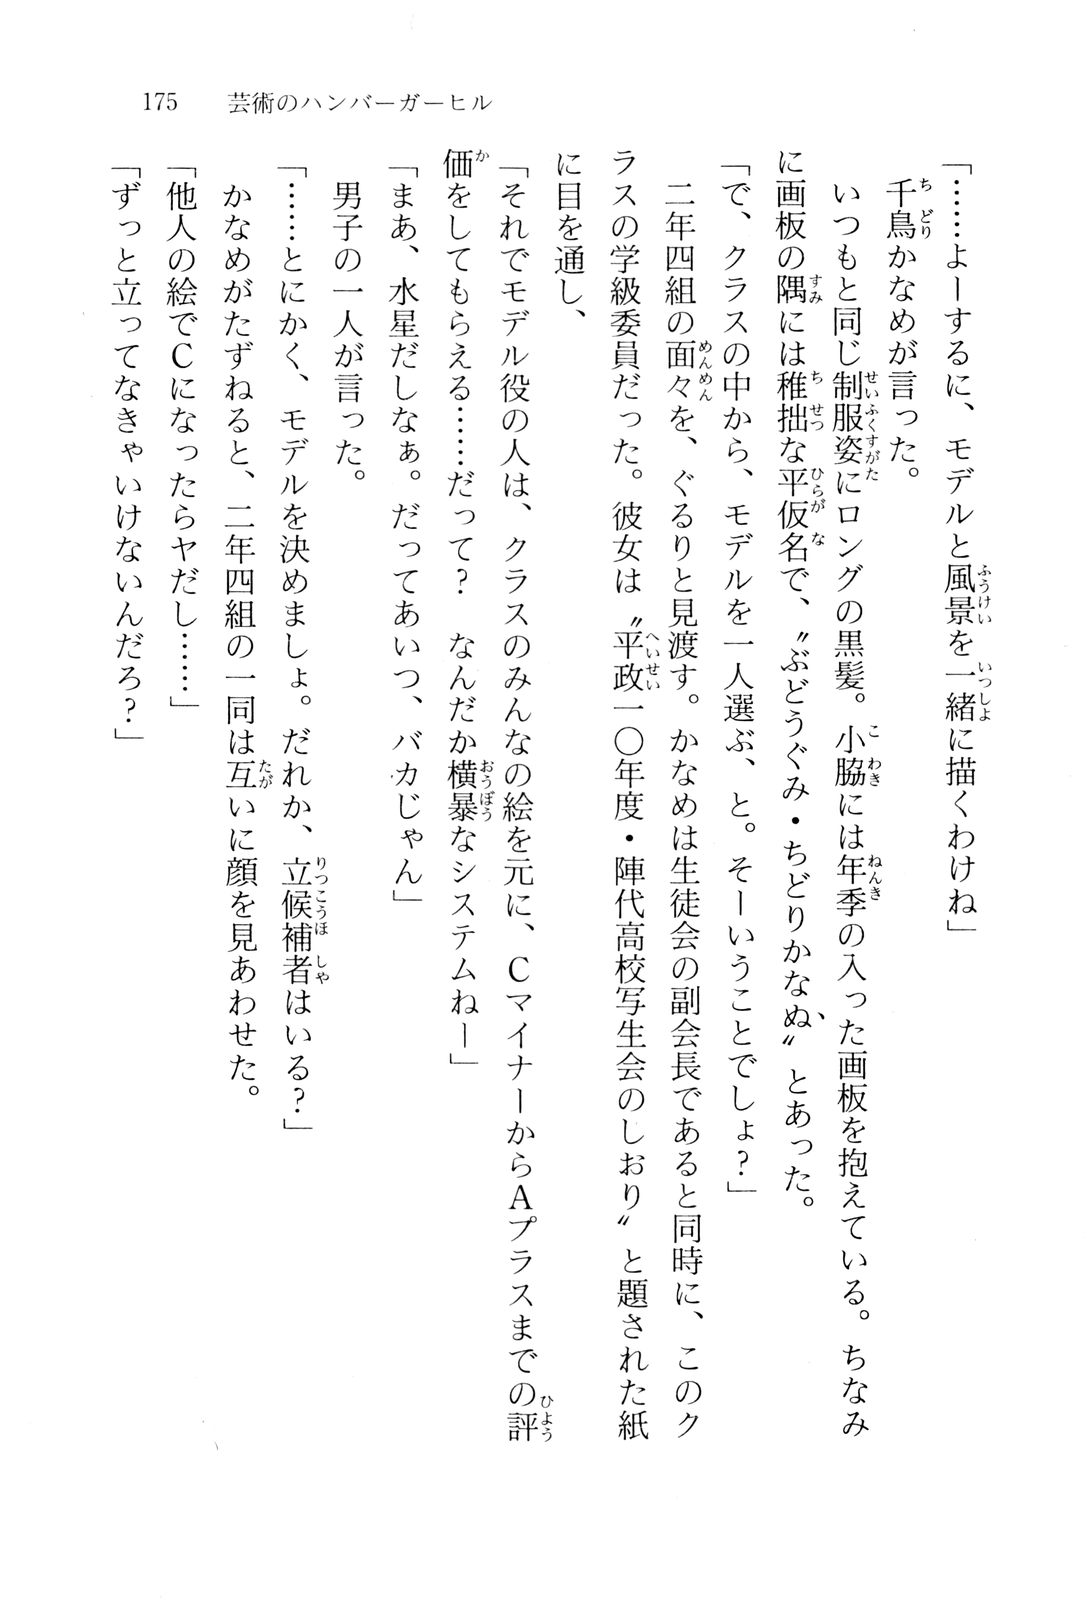 175　芸術のハンバーガーヒル
「……よーするに、モデルと風景を一緒に描くわけね」
千鳥かなめが言った。
いつもと同じ制服姿にロングの黒髪。小脇には年季の入った画板を抱えている。ちなみ
に画板の隅には稚拙な平仮名で、〝ぶどうぐみ・ちどりかなぬ〟とあった。
「で、クラスの中から、モデルを一人選ぶ、と。そーいうことでしょ？」
二年四組の面々を、ぐるりと見渡す。かなめは生徒会の副会長であると同時に、このク
ラスの学級委員だった。彼女は〝平政一〇年度・陣代高校写生会のしおり〟と題された紙
に目を通し、
「それでモデル役の人は、クラスのみんなの絵を元に、CマイナーからAプラスまでの評
価をしてもらえる……だって？　なんだか横暴なシステムねー」
「まあ、水星だしなぁ。だってあいつ、バカじゃん」
男子の一人が言った。
「……とにかく、モデルを決めましょ。だれか、立候補者はいる？」
かなめがたずねると、二年四組の一同は互いに顔を見あわせた。
「他人の絵でCになったらヤだし……」
「ずっと立ってなきゃいけないんだろ？」